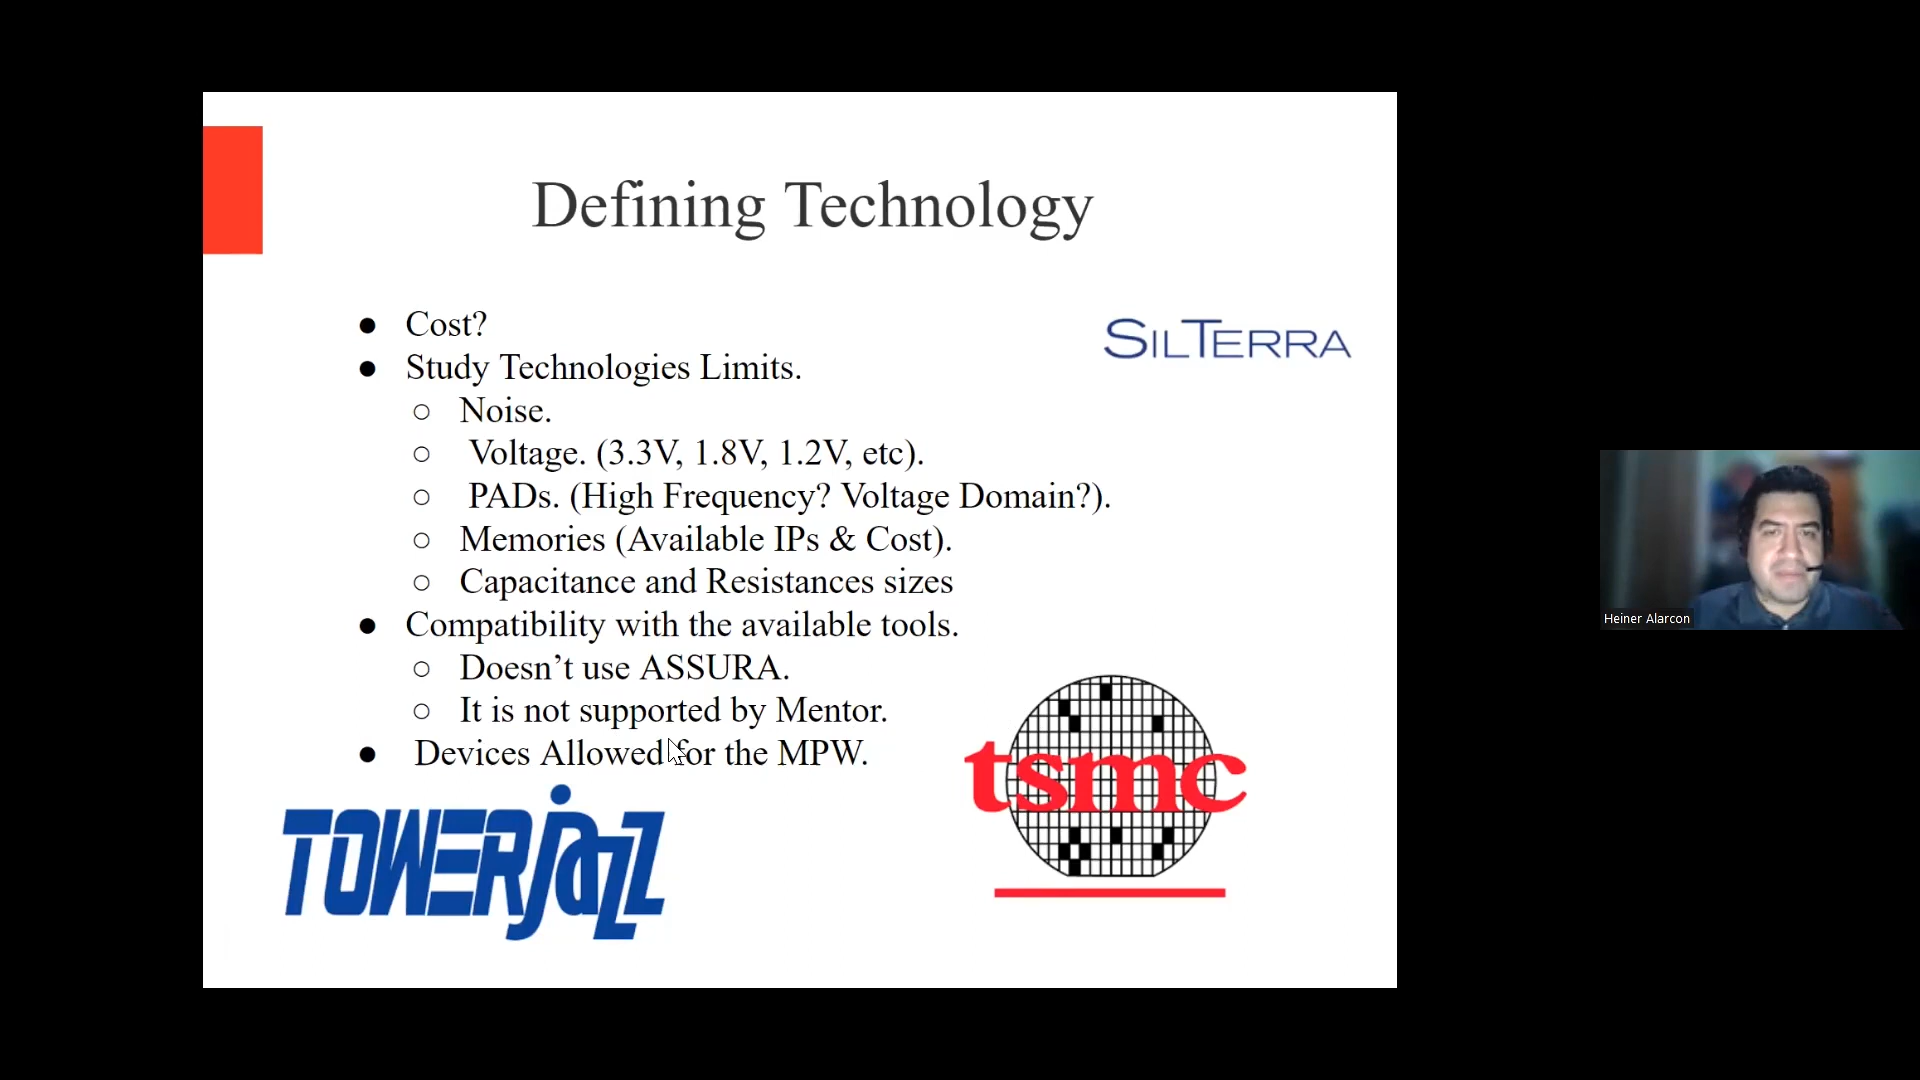 Defining Technology
● Cost?
● Study Technologies Limits.
○ Noise.
○ Voltage. (3.3V, 1.8V, 1.2V, etc).
○ PADs. (High Frequency? Voltage Domain?).
○ Memories (Available IPs & Cost).
○ Capacitance and Resistances sizes
● Compatibility with the available tools.
○ Doesn’t use ASSURA.
○ It is not supported by Mentor.
● Devices Allowed for the MPW.
SILTERRA
TOWERjazz
tsmc
Heiner Alarcon